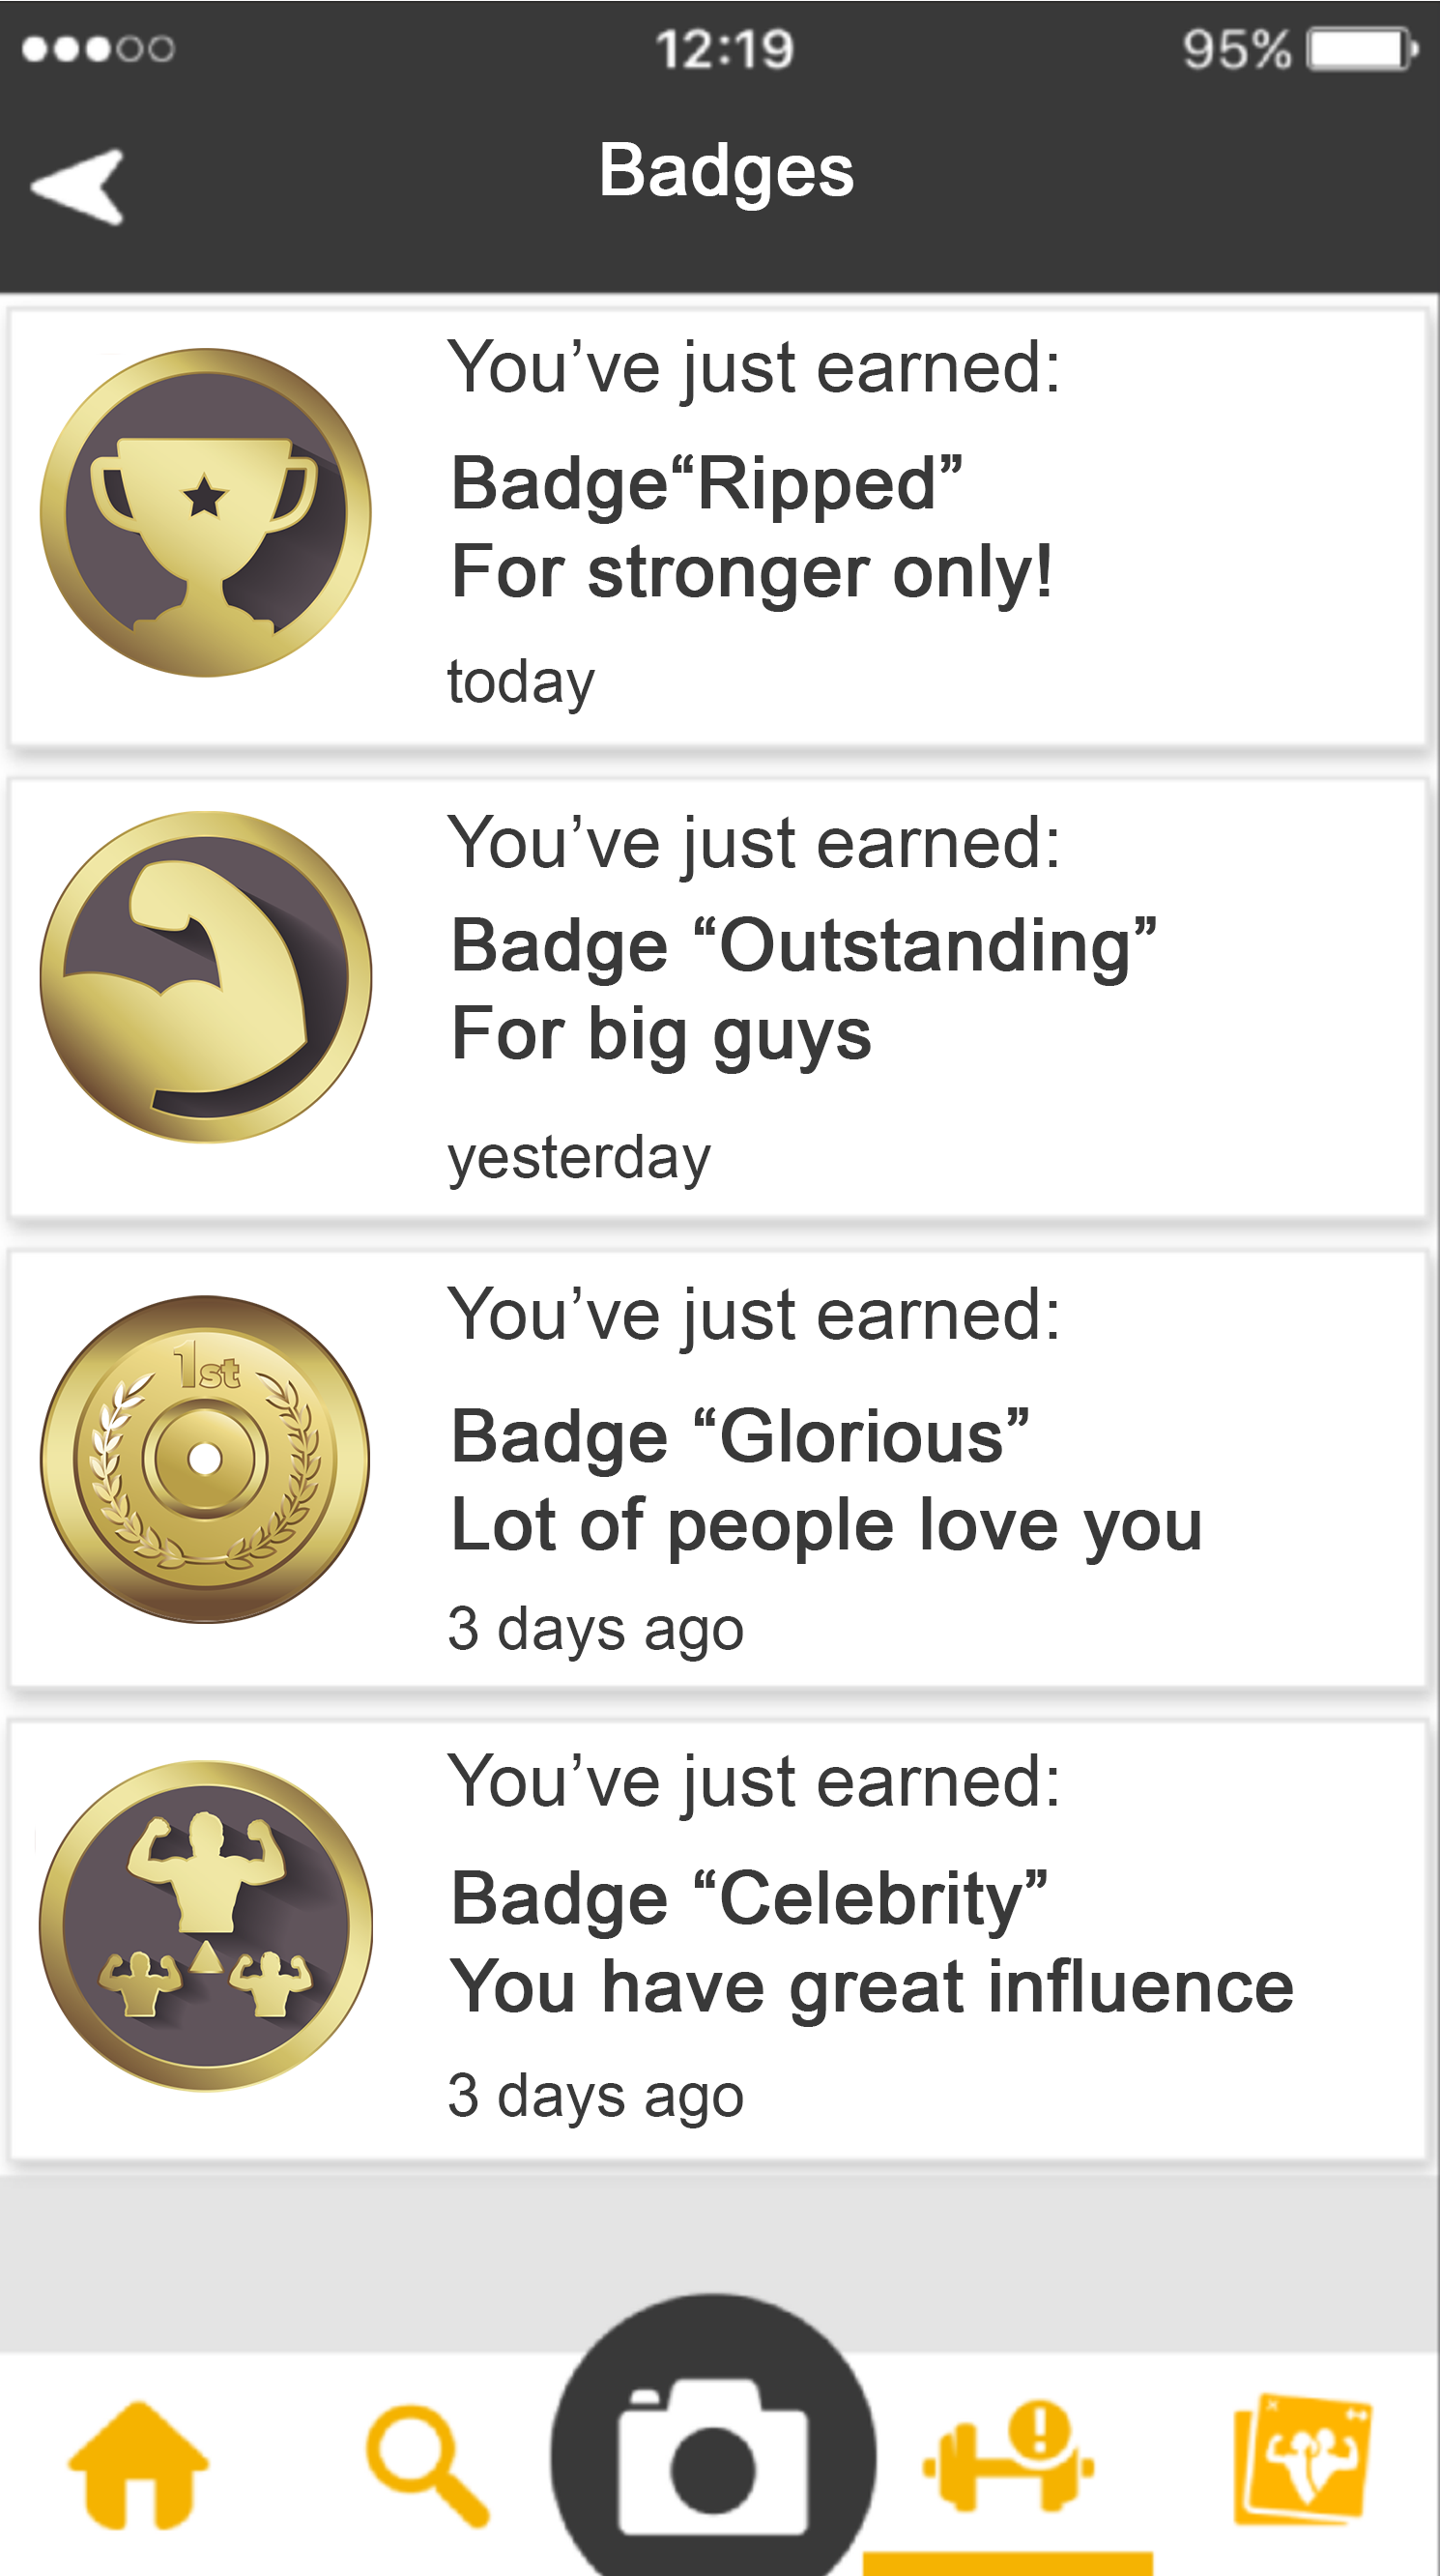 12:19
95%
Badges
You’ve just earned:
Badge“Ripped”
For stronger only!
today
You’ve just earned:
Badge “Outstanding”
For big guys
yesterday
1st
You’ve just earned:
Badge “Glorious”
Lot of people love you
3 days ago
You’ve just earned:
Badge “Celebrity”
You have great influence
3 days ago